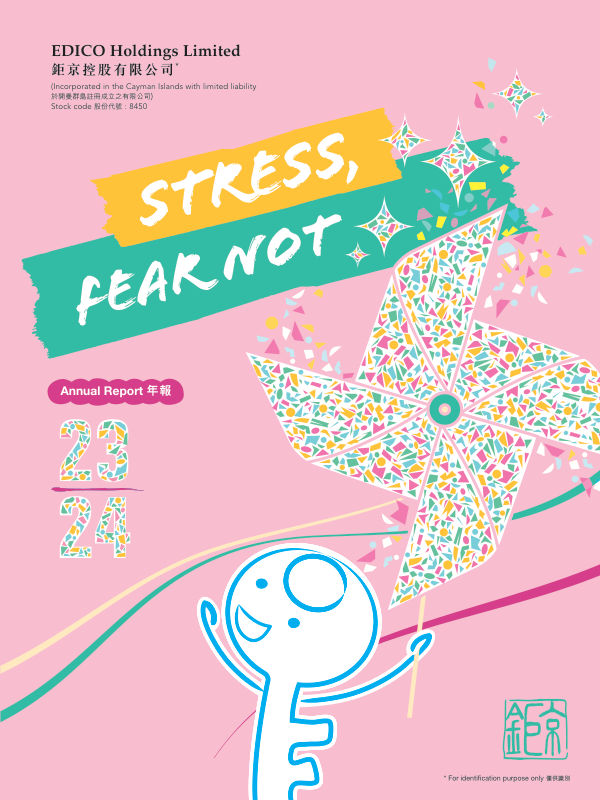 EDICO Holdings Limited
鉅京控股有限公司*
(Incorporated in the Cayman Islands with limited liability
於開曼群島註冊成立之有限公司)
Stock code 股份代號 : 8450
STRESS,
FEAR NOT
Annual Report 年報
23
24
鉅京
* For identification purpose only 僅供識別